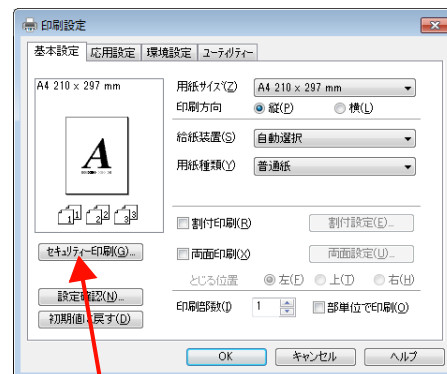 印刷設定
基本設定 応用設定 環境設定 ユーティリティー
A4 210 × 297 mm
用紙サイズ(Z) A4 210 × 297 mm
印刷方向 縦(P) 横(L)
給紙装置(S) 自動選択
用紙種類(Y) 普通紙
A
1 1 2 2 3 3
割付印刷(R) 割付設定(E)...
セキュリティー印刷(G)...
両面印刷(X) 両面設定(U)...
とじる位置 左(F) 上(T) 右(H)
設定確認(N)...
初期値に戻す(D)
印刷部数(I) 1 部単位で印刷(O)
OK キャンセル ヘルプ